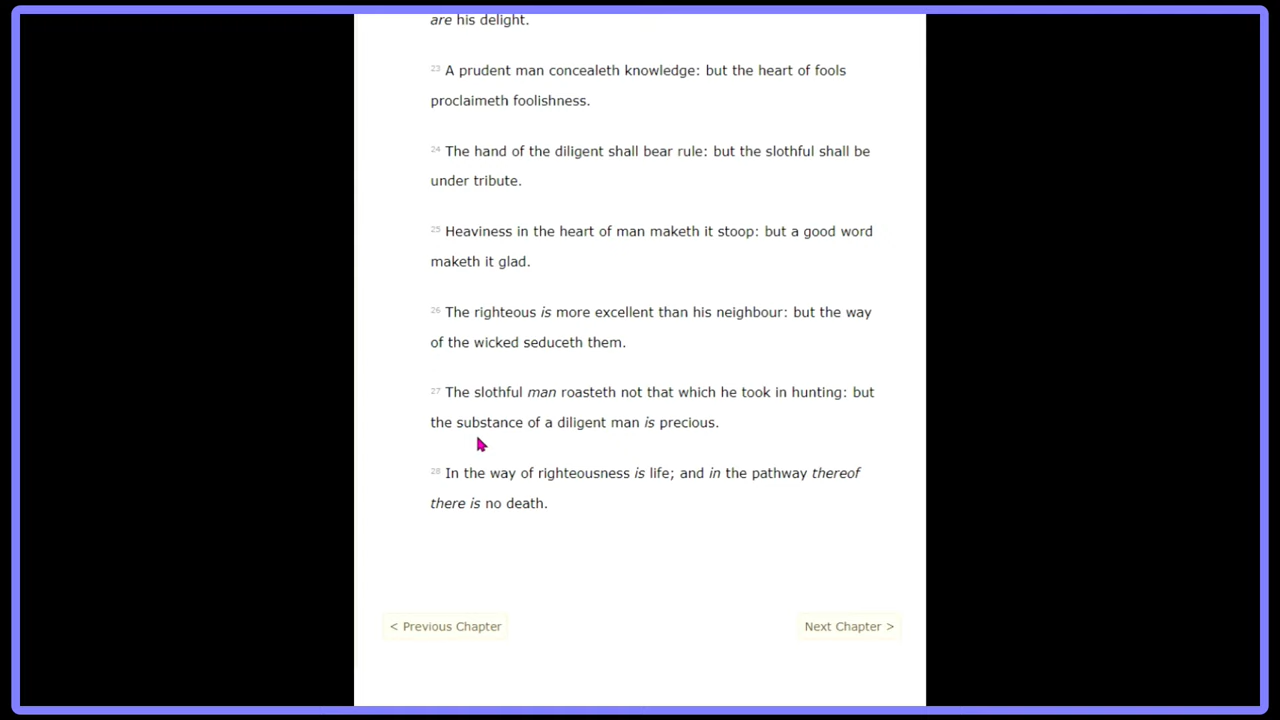 are his delight.
23 A prudent man concealeth knowledge: but the heart of fools
proclaimeth foolishness.
24 The hand of the diligent shall bear rule: but the slothful shall be
under tribute.
25 Heaviness in the heart of man maketh it stoop: but a good word
maketh it glad.
26 The righteous is more excellent than his neighbour: but the way
of the wicked seduceth them.
27 The slothful man roasteth not that which he took in hunting: but
the substance of a diligent man is precious.
28 In the way of righteousness is life; and in the pathway thereof
there is no death.
< Previous Chapter
Next Chapter >